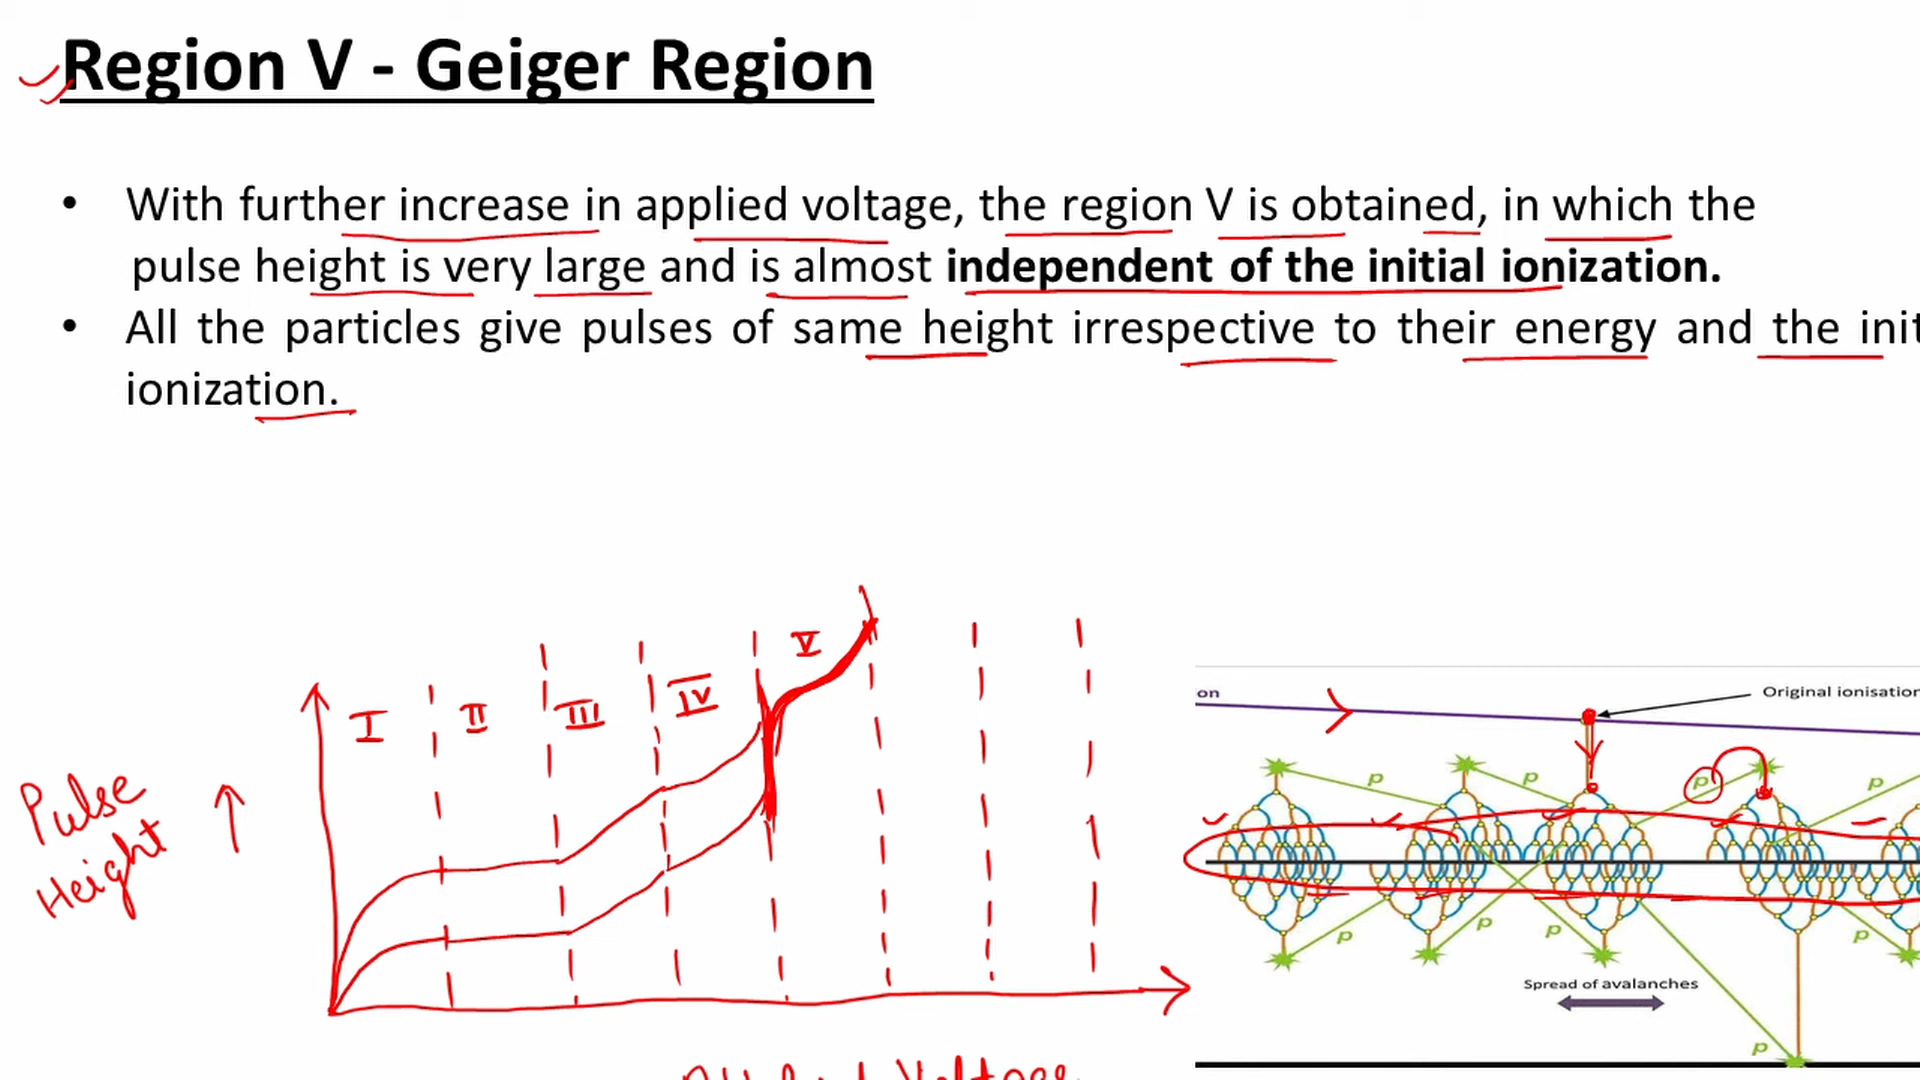 Region V - Geiger Region
• With further increase in applied voltage, the region V is obtained, in which the
pulse height is very large and is almost independent of the initial ionization.
• All the particles give pulses of same height irrespective to their energy and the init
ionization.
I II III IV V
Pulse
Height
Voltage
on
Original ionisation
p p p p
p p p p
Spread of avalanches
p